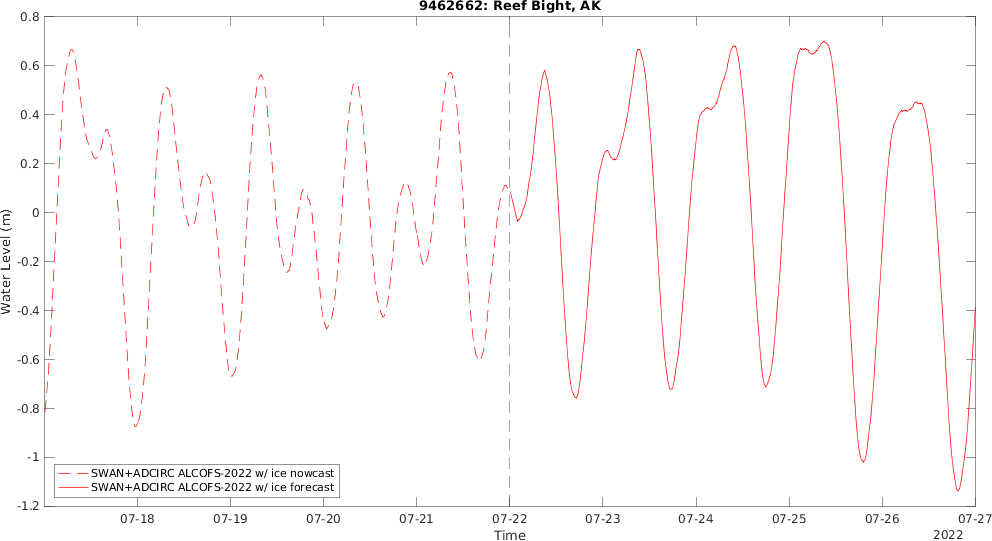 9462662: Reef Bight, AK
0.8
0.6
0.4
0.2
0
-0.2
-0.4
-0.6
-0.8
-1
-1.2
Water Level (m)
SWAN+ADCIRC ALCOFS-2022 w/ ice nowcast
SWAN+ADCIRC ALCOFS-2022 w/ ice forecast
07-18 07-19 07-20 07-21 07-22 07-23 07-24 07-25 07-26 07-27
Time
2022